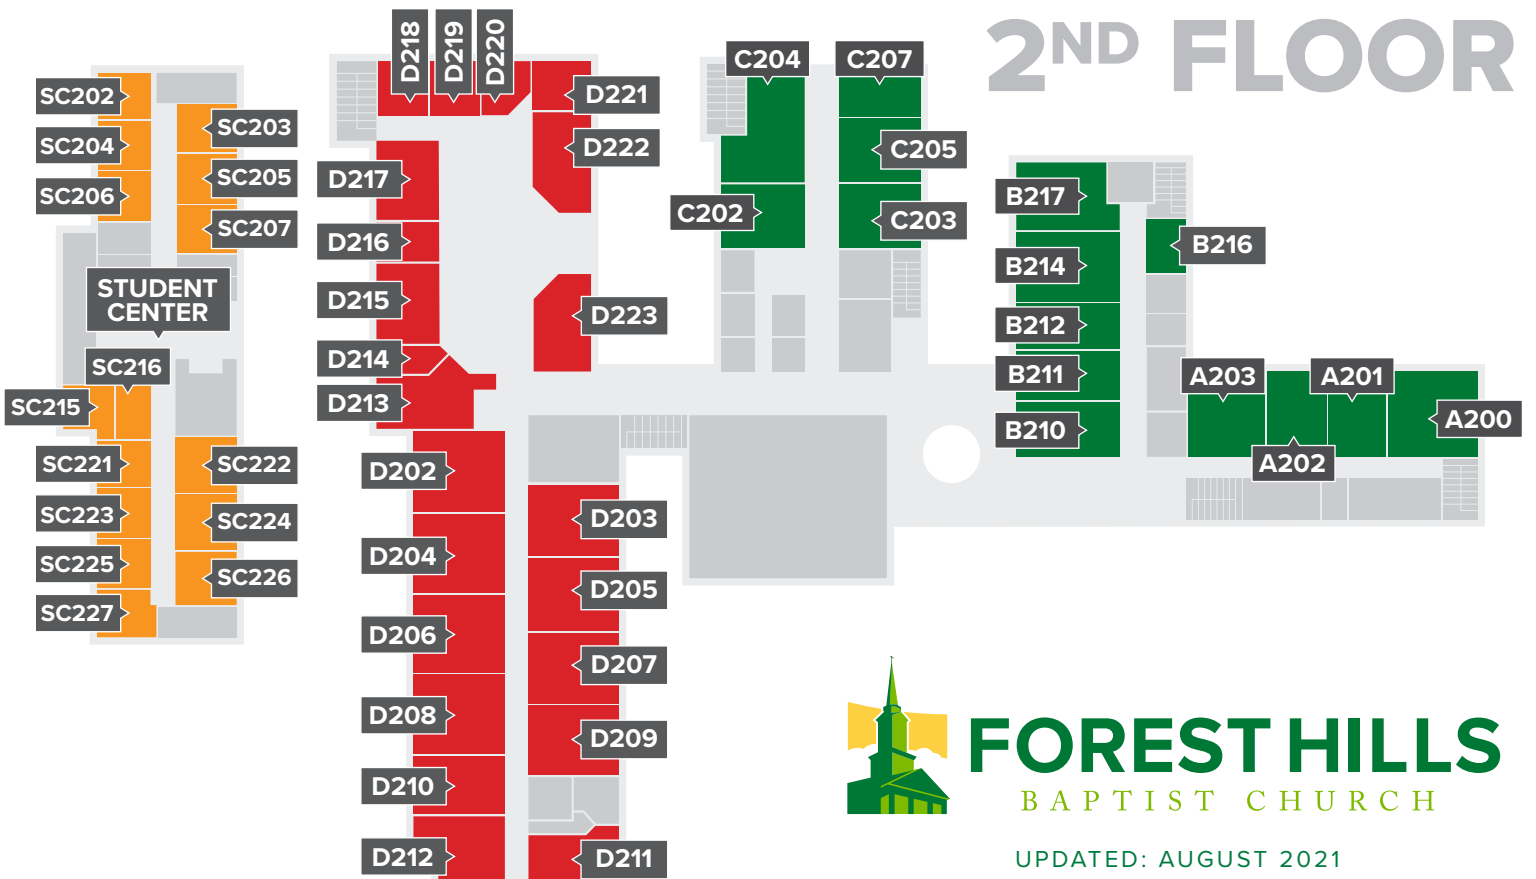 2ND FLOOR
SC202
SC203
SC204
SC205
SC206
SC207
STUDENT
CENTER
SC216
SC215
SC221
SC222
SC223
SC224
SC225
SC226
SC227
D218
D219
D220
D221
D222
D217
D216
D215
D223
D214
D213
D202
D203
D204
D205
D206
D207
D208
D209
D210
D211
D212
C204
C207
C205
C202
C203
B217
B216
B214
B212
B211
B210
A203
A201
A200
A202
FOREST HILLS
BAPTIST CHURCH
UPDATED: AUGUST 2021